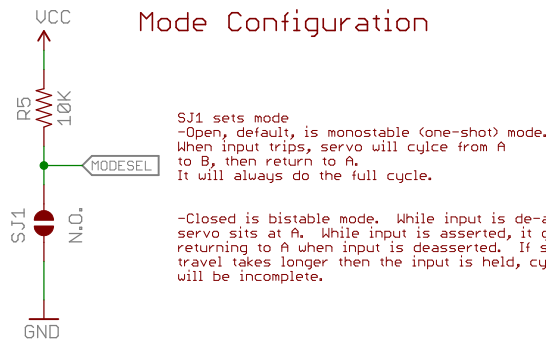 VCC
Mode Configuration
R5
10K
SJ1 sets mode
-Open, default, is monostable (one-shot) mode.
When input trips, servo will cylce from A
to B, then return to A.
It will always do the full cycle.
MODESEL
SJ1
N.O.
-Closed is bistable mode.  While input is de-a
servo sits at A.  While input is asserted, it g
returning to A when input is deasserted.  If s
travel takes longer then the input is held, cy
will be incomplete.
GND